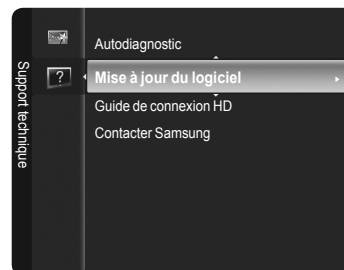 Support technique
Autodiagnostic
Mise à jour du logiciel
Guide de connexion HD
Contacter Samsung
?